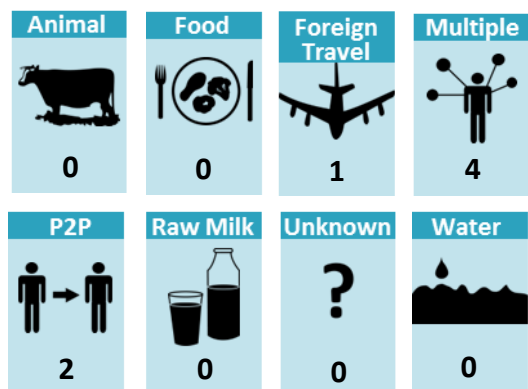 Animal
Food
Foreign
Travel
Multiple
0
0
1
4
P2P
Raw Milk
Unknown
Water
?
2
0
0
0